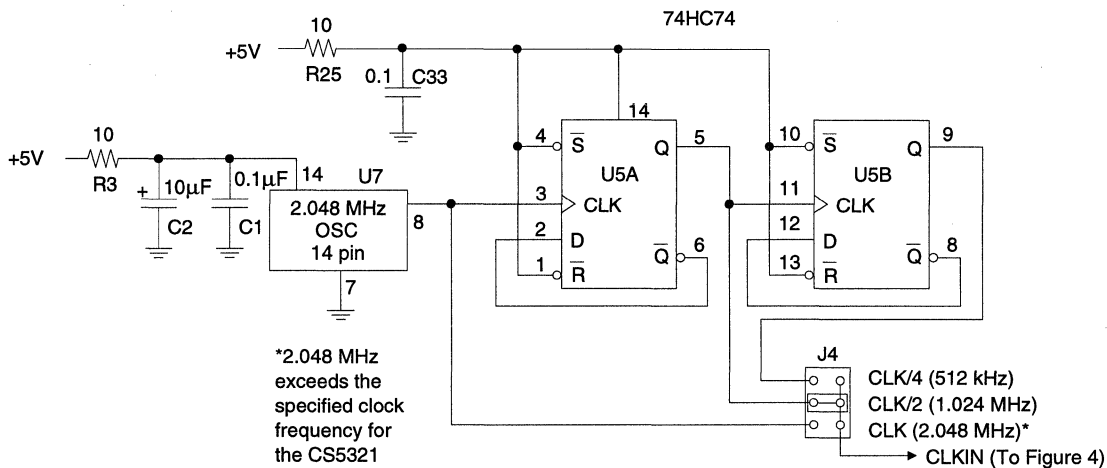 74HC74
10
+5V
R25
0.1 C33
14
10
+5V
R3
+ 10µF
C2
0.1µF
C1
14
U7
2.048 MHz
OSC
14 pin
8
7
4 S̅ Q 5
U5A
3 CLK
2 D
Q̅ 6
1 R̅
10 S̅ Q 9
U5B
11 CLK
12 D
Q̅ 8
13 R̅
*2.048 MHz
exceeds the
specified clock
frequency for
the CS5321
J4
CLK/4 (512 kHz)
CLK/2 (1.024 MHz)
CLK (2.048 MHz)*
CLKIN (To Figure 4)